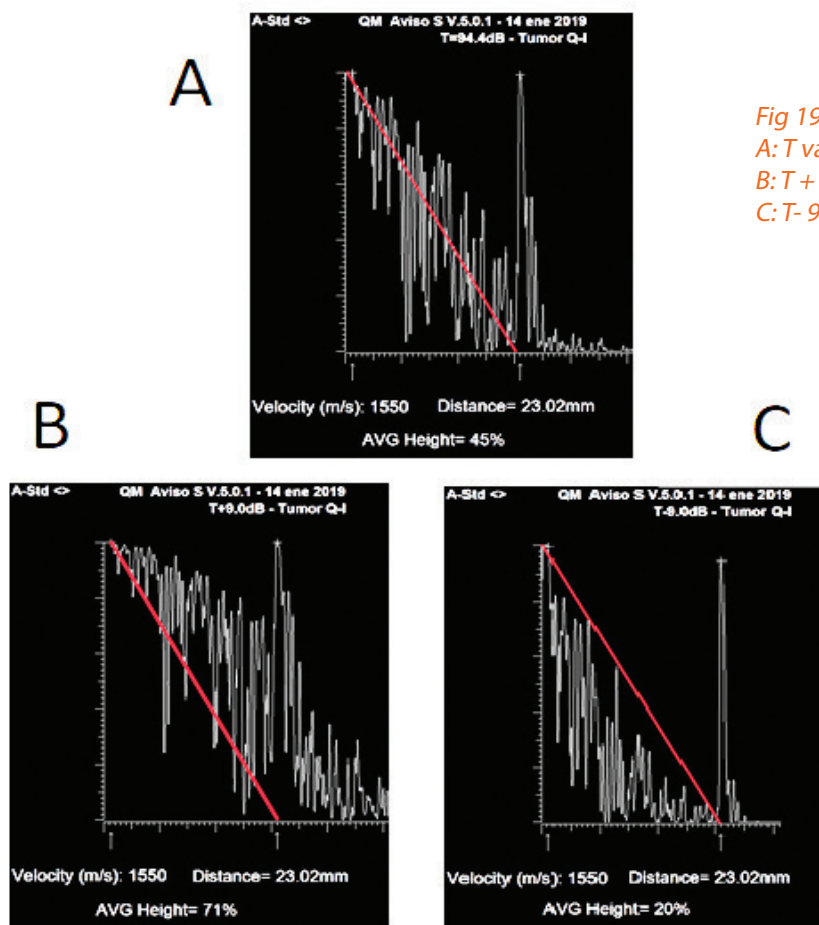 A
A-Std <> QM Aviso S V.5.0.1 - 14 ene 2019
T=94.4dB - Tumor Q-I
Velocity (m/s): 1550 Distance= 23.02mm
AVG Height= 45%
Fig 19
A: T va
B: T +
C: T- 9
B
A-Std <> QM Aviso S V.5.0.1 - 14 ene 2019
T+9.0dB - Tumor Q-I
Velocity (m/s): 1550 Distance= 23.02mm
AVG Height= 71%
C
A-Std <> QM Aviso S V.5.0.1 - 14 ene 2019
T-9.0dB - Tumor Q-I
Velocity (m/s): 1550 Distance= 23.02mm
AVG Height= 20%